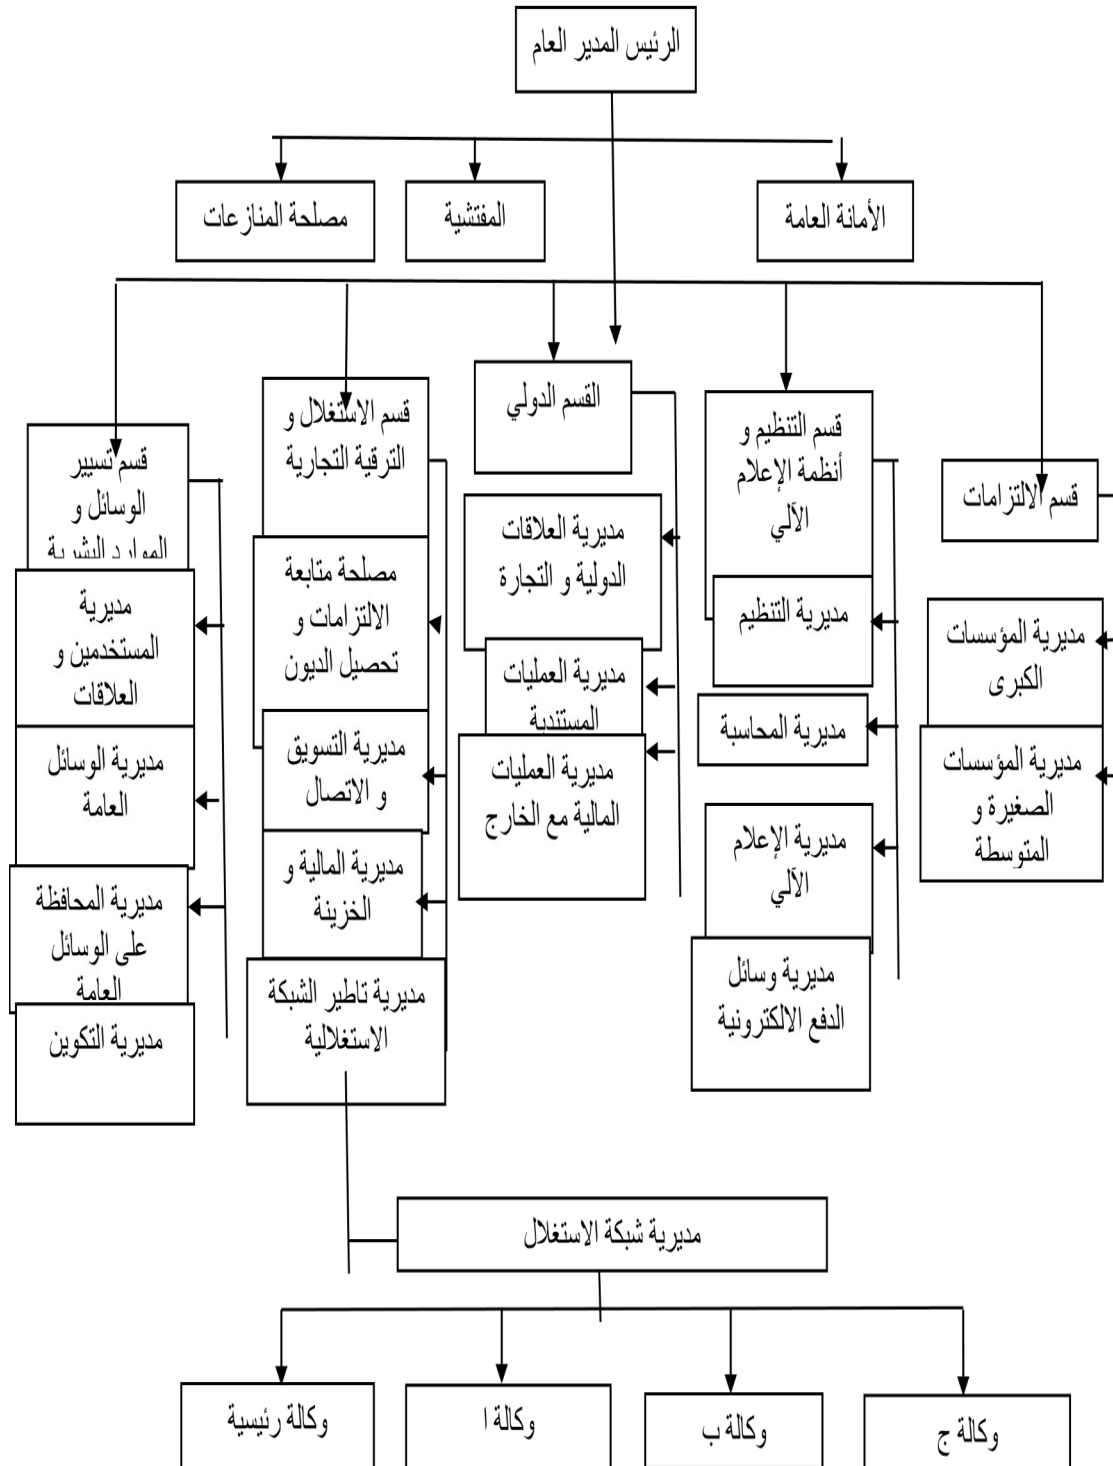 الرئيس المدير العام
الأمانة العامة
المفتشية
مصلحة المنازعات
قسم الالتزامات
مديرية المؤسسات
الكبرى
مديرية المؤسسات
الصغيرة و
المتوسطة
قسم التنظيم و
أنظمة الإعلام
الآلي
مديرية التنظيم
مديرية المحاسبة
مديرية الإعلام
الآلي
مديرية وسائل
الدفع الالكترونية
القسم الدولي
مديرية العلاقات
الدولية و التجارة
مديرية العمليات
المستندية
مديرية العمليات
المالية مع الخارج
قسم الاستغلال و
الترقية التجارية
مصلحة متابعة
الالتزامات و
تحصيل الديون
مديرية التسويق
و الاتصال
مديرية المالية و
الخزينة
مديرية تاطير الشبكة
الاستغلالية
قسم تسيير
الوسائل و
الموارد البشرية
مديرية
المستخدمين و
العلاقات
مديرية الوسائل
العامة
مديرية المحافظة
على الوسائل
العامة
مديرية التكوين
مديرية شبكة الاستغلال
وكالة ج
وكالة ب
وكالة ا
وكالة رئيسية